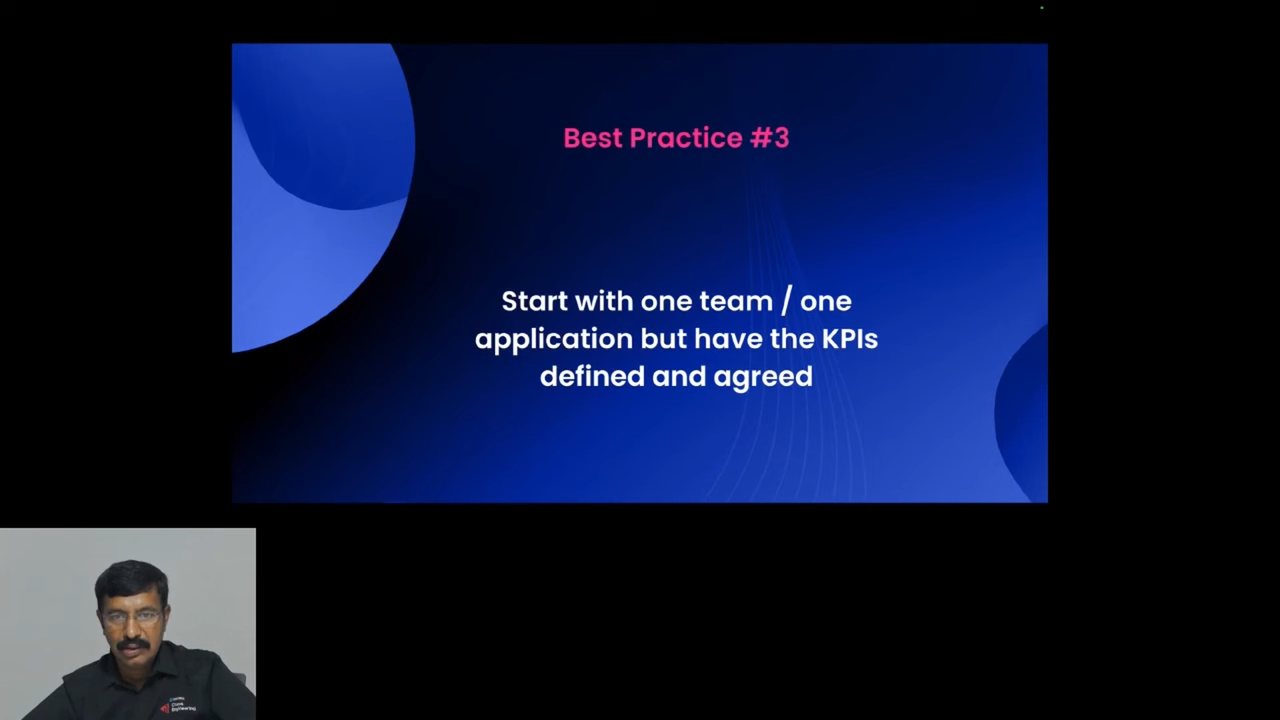 Best Practice #3
Start with one team / one
application but have the KPIs
defined and agreed